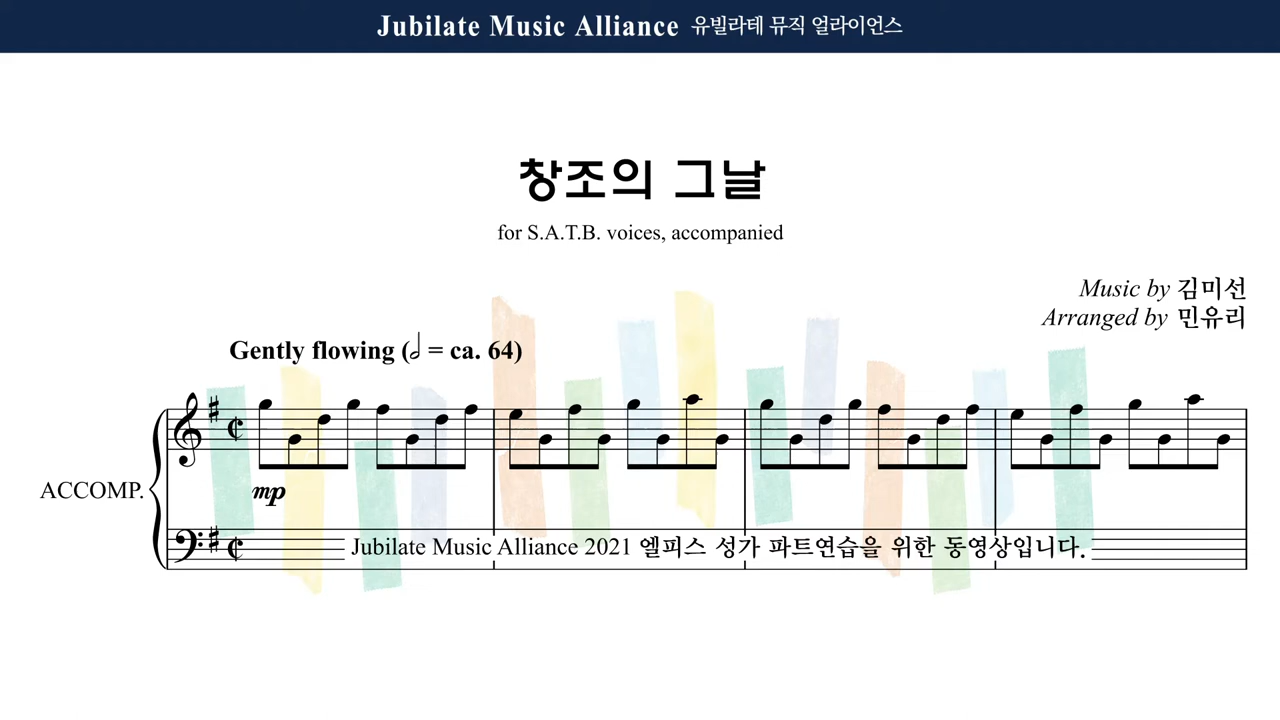 Jubilate Music Alliance 유빌라테 뮤직 얼라이언스
창조의 그날
for S.A.T.B. voices, accompanied
Music by 김미선
Arranged by 민유리
Gently flowing (𝅗𝅥 = ca. 64)
ACCOMP.
mp
Jubilate Music Alliance 2021 엘피스 성가 파트연습을 위한 동영상입니다.